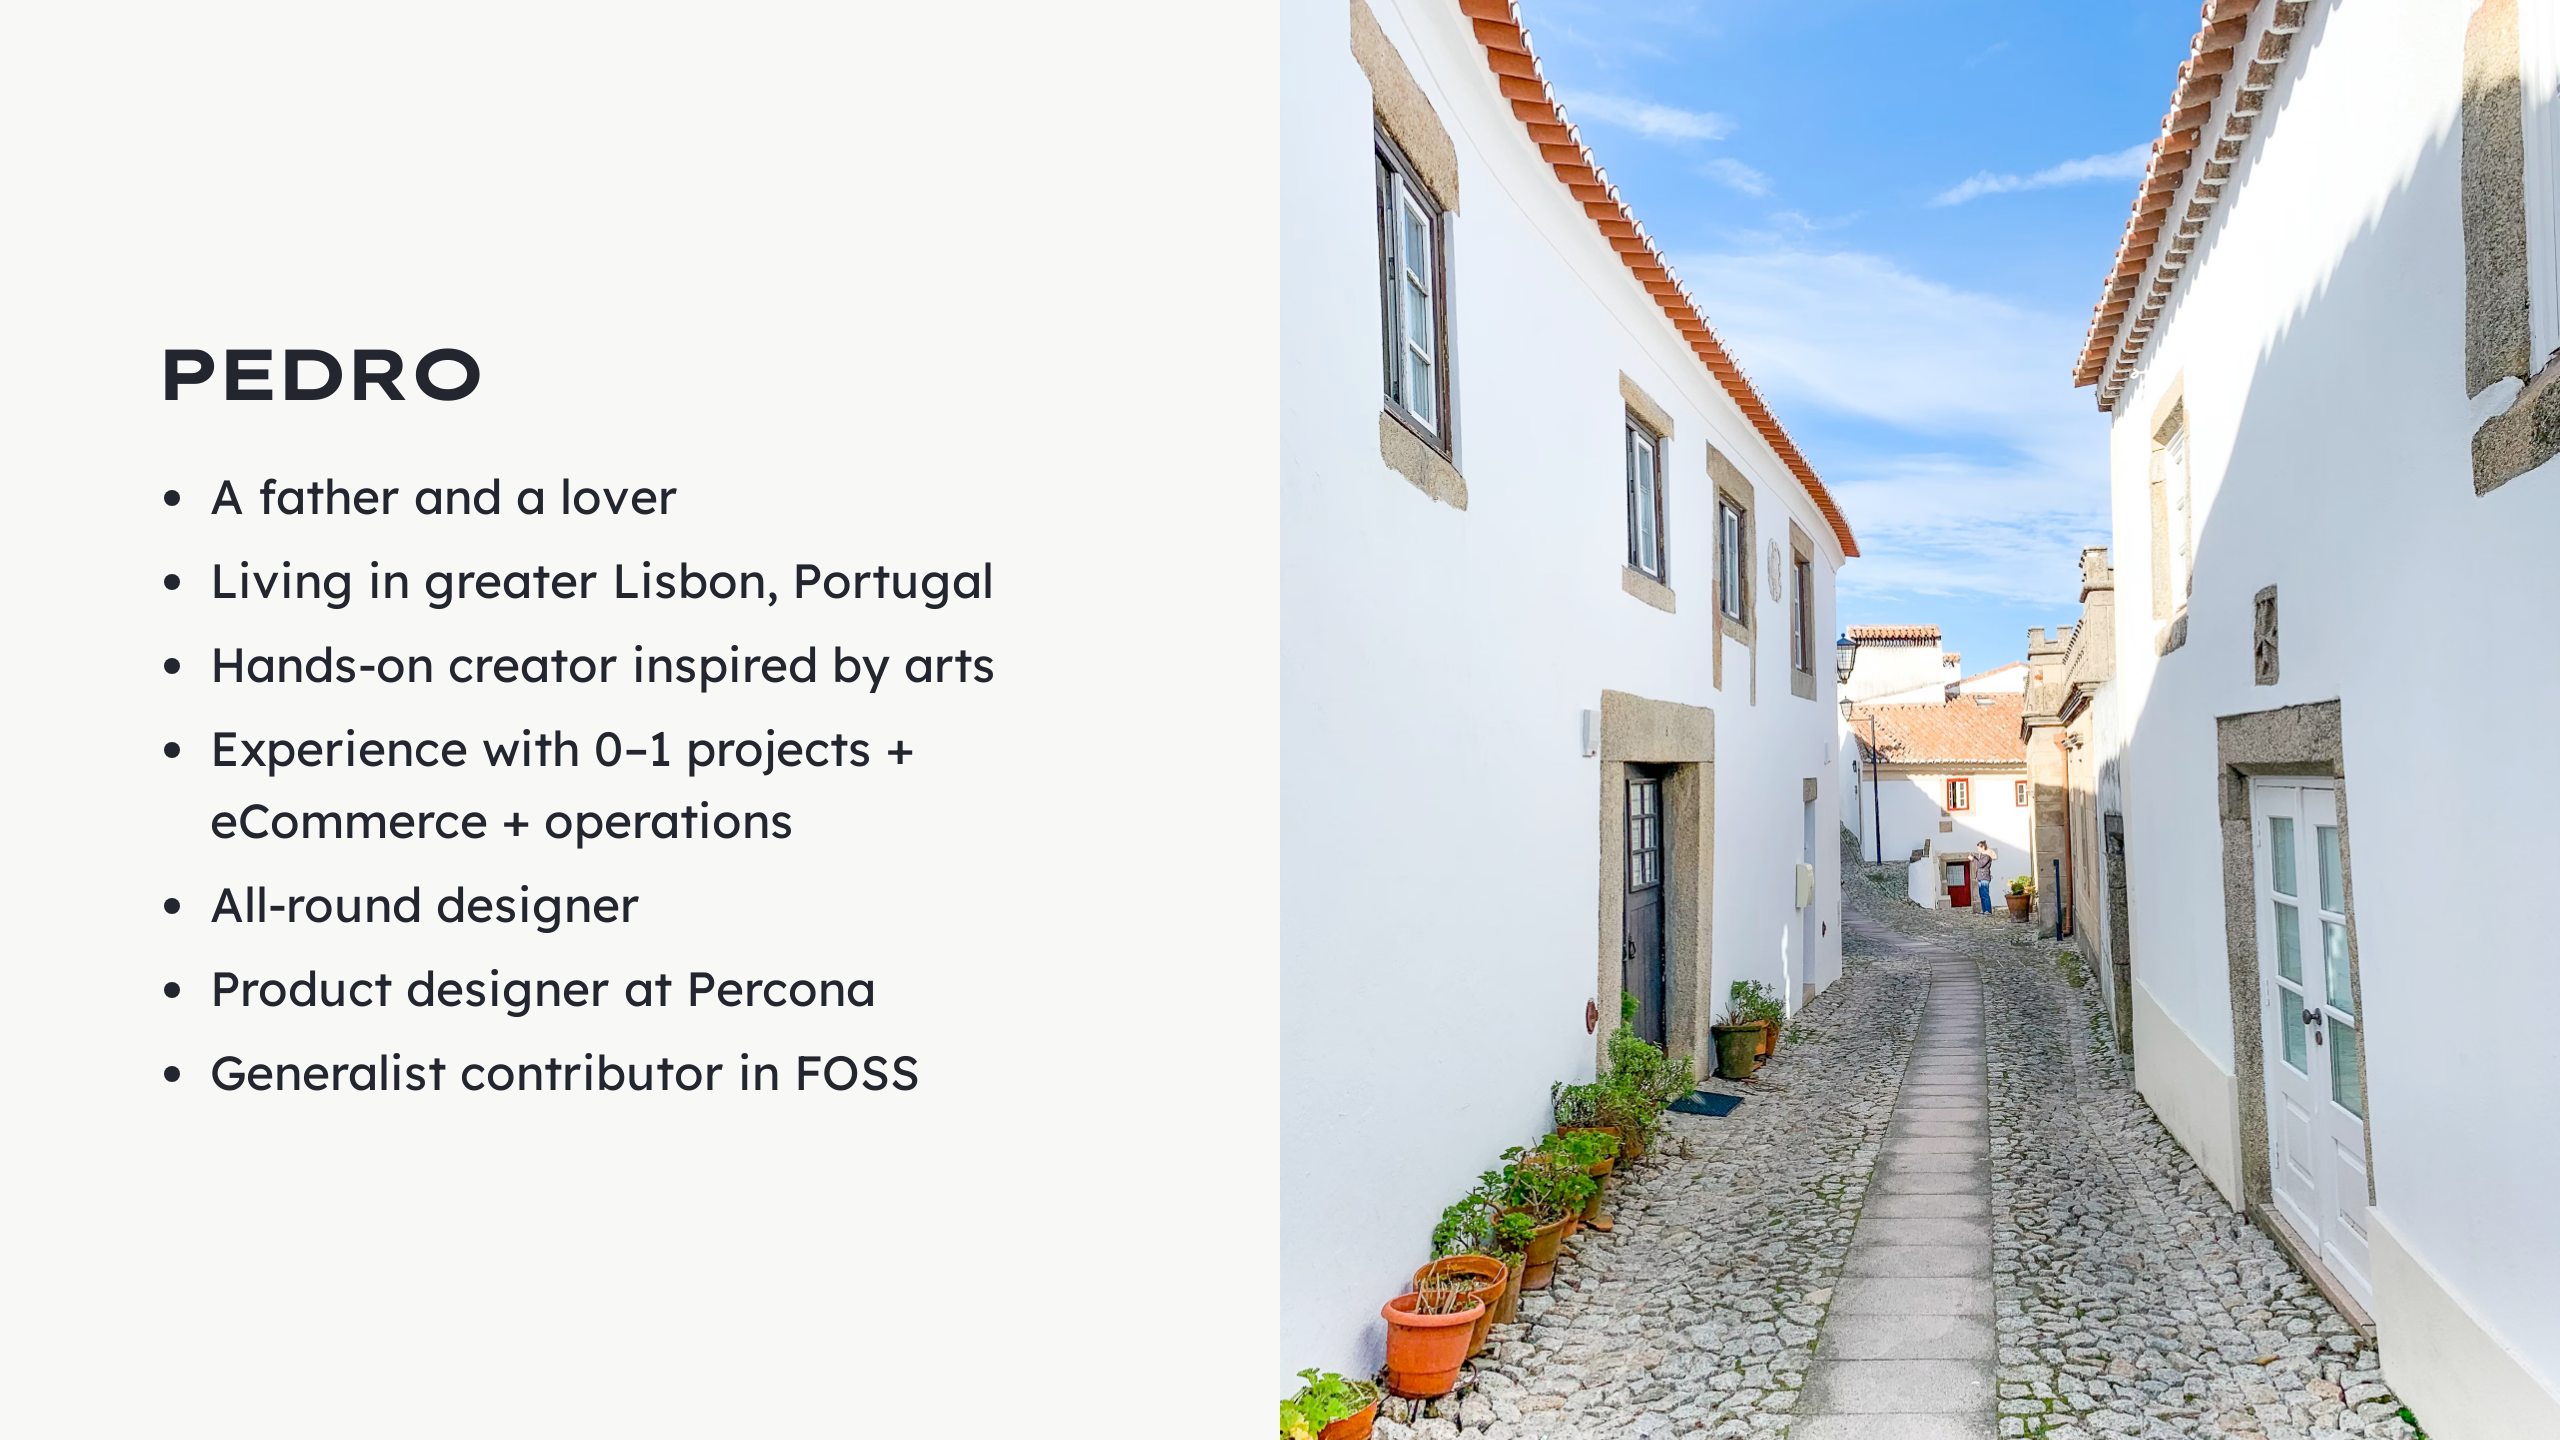 PEDRO
• A father and a lover
• Living in greater Lisbon, Portugal
• Hands-on creator inspired by arts
• Experience with 0–1 projects +
eCommerce + operations
• All-round designer
• Product designer at Percona
• Generalist contributor in FOSS